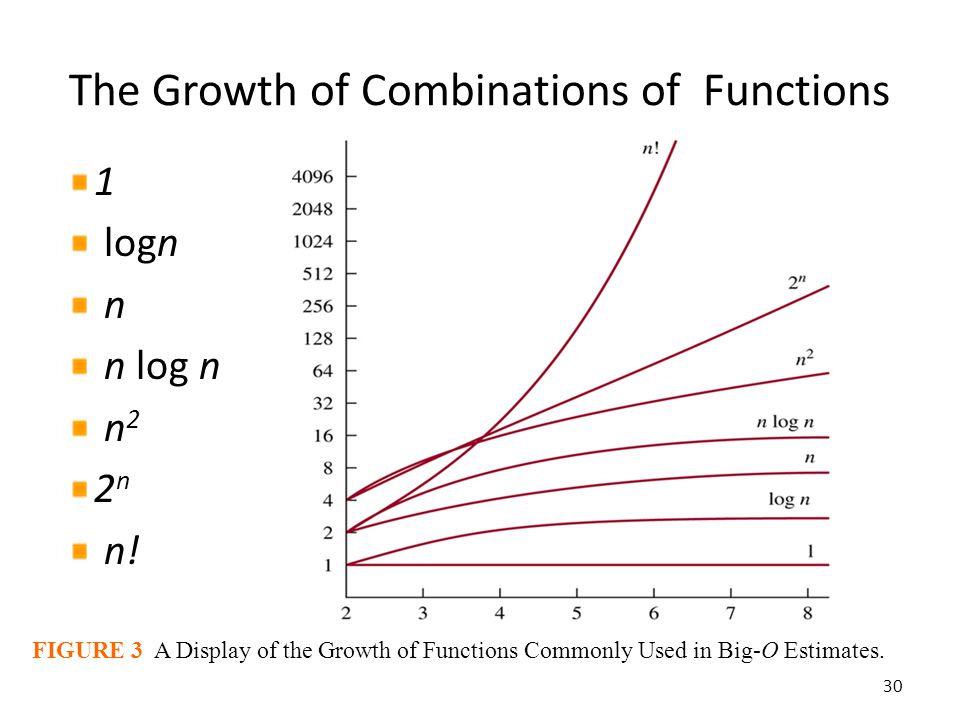 The Growth of Combinations of Functions
1
logn
n
n log n
n²
2ⁿ
n!
n!
4096
2048
1024
512
256
128
64
32
16
8
4
2
1
2ⁿ
n²
n log n
n
log n
1
2 3 4 5 6 7 8
FIGURE 3 A Display of the Growth of Functions Commonly Used in Big-O Estimates.
30